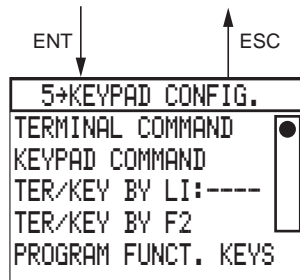 ENT
ESC
5→KEYPAD CONFIG.
TERMINAL COMMAND
KEYPAD COMMAND
TER/KEY BY LI:----
TER/KEY BY F2
PROGRAM FUNCT. KEYS